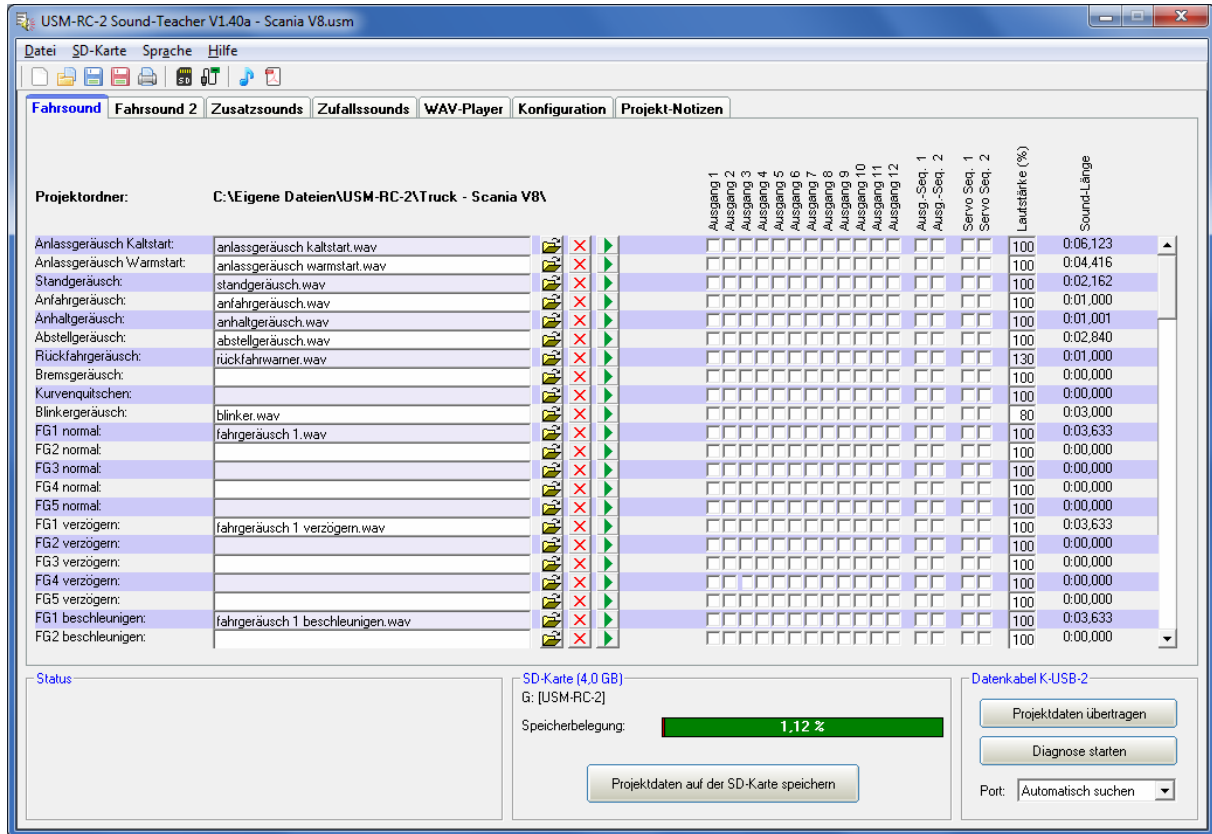 USM-RC-2 Sound-Teacher V1.40a - Scania V8.usm
Datei SD-Karte Sprache Hilfe
Fahrsound Fahrsound 2 Zusatzsounds Zufallssounds WAV-Player Konfiguration Projekt-Notizen
Projektordner: C:\Eigene Dateien\USM-RC-2\Truck - Scania V8\
Ausgang 1
Ausgang 2
Ausgang 3
Ausgang 4
Ausgang 5
Ausgang 6
Ausgang 7
Ausgang 8
Ausgang 9
Ausgang 10
Ausgang 11
Ausgang 12
Ausg.-Seq. 1
Ausg.-Seq. 2
Servo Seq. 1
Servo Seq. 2
Lautstärke (%)
Sound-Länge
Anlassgeräusch Kaltstart: anlassgeräusch kaltstart.wav 100 0:06,123
Anlassgeräusch Warmstart: anlassgeräusch warmstart.wav 100 0:04,416
Standgeräusch: standgeräusch.wav 100 0:02,162
Anfahrgeräusch: anfahrgeräusch.wav 100 0:01,000
Anhaltgeräusch: anhaltgeräusch.wav 100 0:01,001
Abstellgeräusch: abstellgeräusch.wav 100 0:02,840
Rückfahrgeräusch: rückfahrwarner.wav 130 0:01,000
Bremsgeräusch: 100 0:00,000
Kurvenquitschen: 100 0:00,000
Blinkergeräusch: blinker.wav 80 0:03,000
FG1 normal: fahrgeräusch 1.wav 100 0:03,633
FG2 normal: 100 0:00,000
FG3 normal: 100 0:00,000
FG4 normal: 100 0:00,000
FG5 normal: 100 0:00,000
FG1 verzögern: fahrgeräusch 1 verzögern.wav 100 0:03,633
FG2 verzögern: 100 0:00,000
FG3 verzögern: 100 0:00,000
FG4 verzögern: 100 0:00,000
FG5 verzögern: 100 0:00,000
FG1 beschleunigen: fahrgeräusch 1 beschleunigen.wav 100 0:03,633
FG2 beschleunigen: 100 0:00,000
Status
SD-Karte (4,0 GB)
G: [USM-RC-2]
Speicherbelegung: 1,12 %
Projektdaten auf der SD-Karte speichern
Datenkabel K-USB-2
Projektdaten übertragen
Diagnose starten
Port: Automatisch suchen